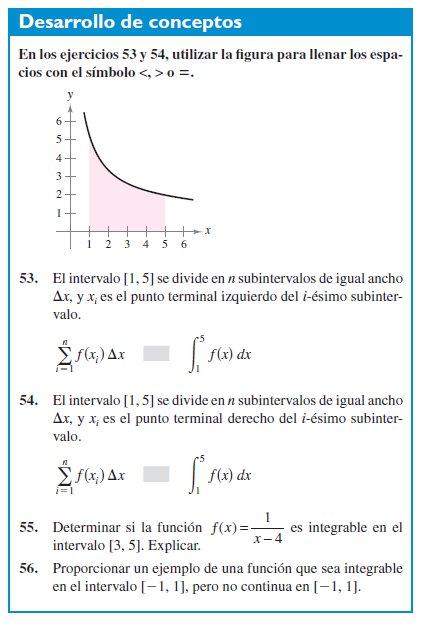 Desarrollo de conceptos
En los ejercicios 53 y 54, utilizar la figura para llenar los espa-
cios con el símbolo <, > o =.
y
6
5
4
3
2
1
x
1 2 3 4 5 6
53. El intervalo [1, 5] se divide en n subintervalos de igual ancho
Δx, y xᵢ es el punto terminal izquierdo del i-ésimo subinter-
valo.
∑ⁿᵢ₌₁ f(xᵢ) Δx ∫₁⁵ f(x) dx
54. El intervalo [1, 5] se divide en n subintervalos de igual ancho
Δx, y xᵢ es el punto terminal derecho del i-ésimo subinter-
valo.
∑ⁿᵢ₌₁ f(xᵢ) Δx ∫₁⁵ f(x) dx
55. Determinar si la función f(x) = 1/(x − 4) es integrable en el
intervalo [3, 5]. Explicar.
56. Proporcionar un ejemplo de una función que sea integrable
en el intervalo [−1, 1], pero no continua en [−1, 1].